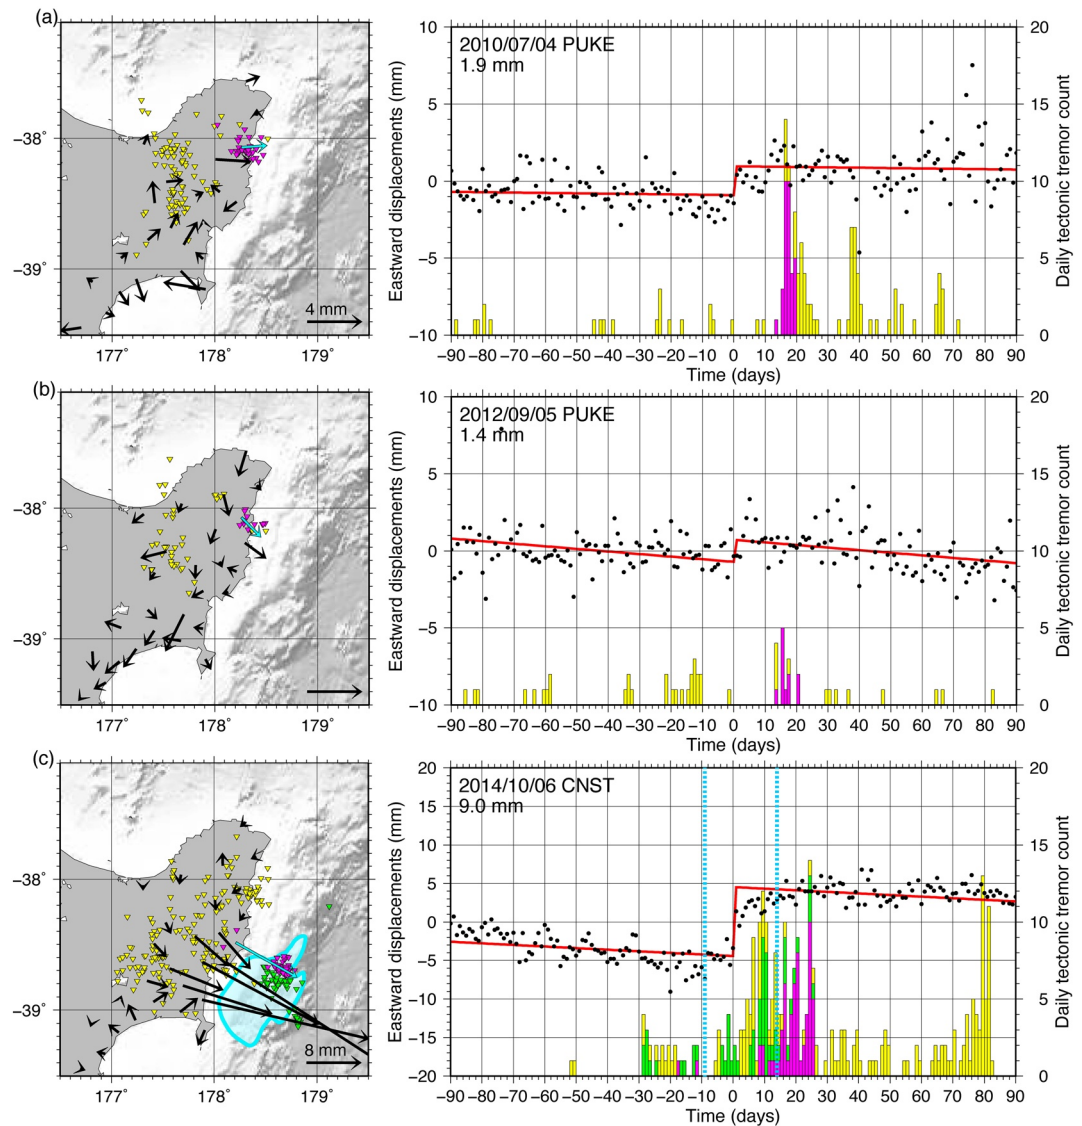 (a)
−38°
−39°
177° 178° 179°
4 mm
Eastward displacements (mm)
10
5
0
−5
−10
2010/07/04 PUKE
1.9 mm
20
15
10
5
0
Daily tectonic tremor count
−90 −80 −70 −60 −50 −40 −30 −20 −10 0 10 20 30 40 50 60 70 80 90
Time (days)
(b)
−38°
−39°
177° 178° 179°
Eastward displacements (mm)
10
5
0
−5
−10
2012/09/05 PUKE
1.4 mm
20
15
10
5
0
Daily tectonic tremor count
−90 −80 −70 −60 −50 −40 −30 −20 −10 0 10 20 30 40 50 60 70 80 90
Time (days)
(c)
−38°
−39°
177° 178° 179°
8 mm
Eastward displacements (mm)
20
15
10
5
0
−5
−10
−15
−20
2014/10/06 CNST
9.0 mm
20
15
10
5
0
Daily tectonic tremor count
−90 −80 −70 −60 −50 −40 −30 −20 −10 0 10 20 30 40 50 60 70 80 90
Time (days)